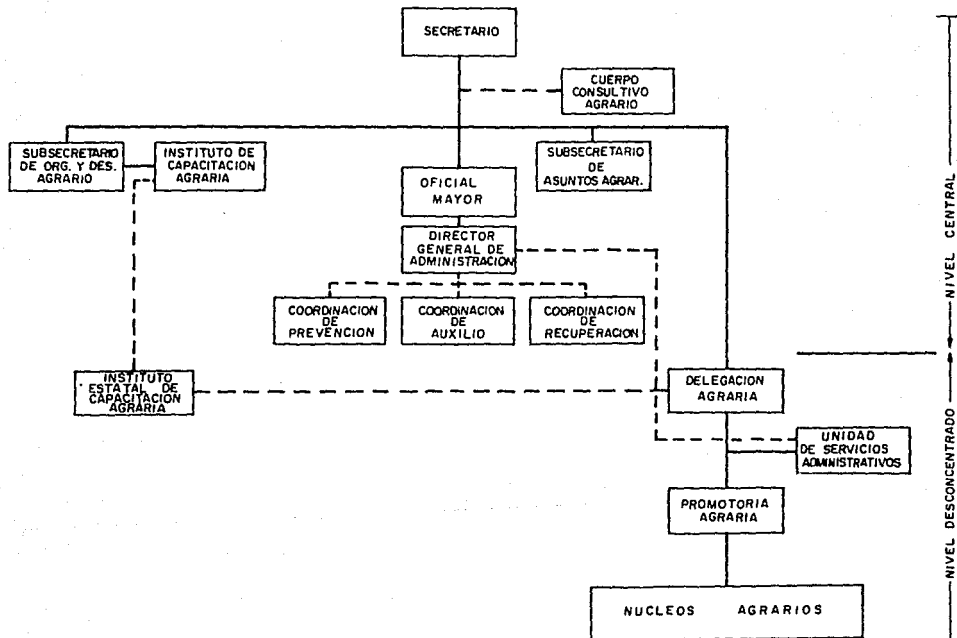 SECRETARIO
CUERPO
CONSULTIVO
AGRARIO
SUBSECRETARIO
DE ORG. Y DES.
AGRARIO
INSTITUTO DE
CAPACITACION
AGRARIA
SUBSECRETARIO
DE
ASUNTOS AGRAR.
OFICIAL
MAYOR
DIRECTOR
GENERAL DE
ADMINISTRACION
COORDINACION
DE
PREVENCION
COORDINACION
DE
AUXILIO
COORDINACION
DE
RECUPERACION
INSTITUTO
ESTATAL DE
CAPACITACION
AGRARIA
DELEGACION
AGRARIA
UNIDAD
DE SERVICIOS
ADMINISTRATIVOS
PROMOTORIA
AGRARIA
NUCLEOS AGRARIOS
NIVEL CENTRAL
NIVEL DESCONCENTRADO